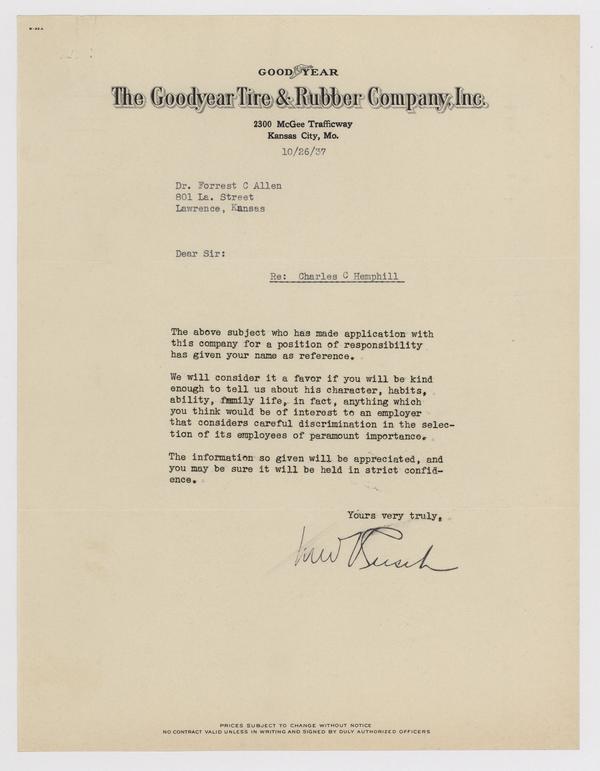 GOOD YEAR
The Goodyear Tire & Rubber Company, Inc.
2300 McGee Trafficway
Kansas City, Mo.
10/26/37
Dr. Forrest C Allen
801 La. Street
Lawrence, Kansas
Dear Sir:
Re: Charles C Hemphill
The above subject who has made application with
this company for a position of responsibility
has given your name as reference.
We will consider it a favor if you will be kind
enough to tell us about his character, habits,
ability, family life, in fact, anything which
you think would be of interest to an employer
that considers careful discrimination in the selec-
tion of its employees of paramount importance.
The information so given will be appreciated, and
you may be sure it will be held in strict confid-
ence.
Yours very truly,
Rusch
PRICES SUBJECT TO CHANGE WITHOUT NOTICE
NO CONTRACT VALID UNLESS IN WRITING AND SIGNED BY DULY AUTHORIZED OFFICERS